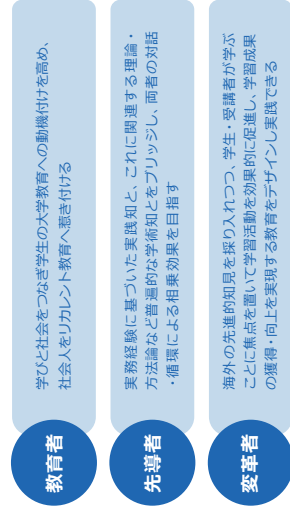 教育者
学びと社会をつなぎ学生の大学教育への動機付けを高め、
社会人をリカレント教育へ惹き付ける
先導者
実務経験に基づいた実践知と、これに関連する理論・
方法論など普遍的な学術知とをブリッジし、両者の対話
・循環による相乗効果を目指す
変革者
海外の先進的知見を採り入れつつ、学生・受講者が学ぶ
ことに焦点を置いて学習活動を効果的に促進し、学習成果
の獲得・向上を実現する教育をデザインし実践できる